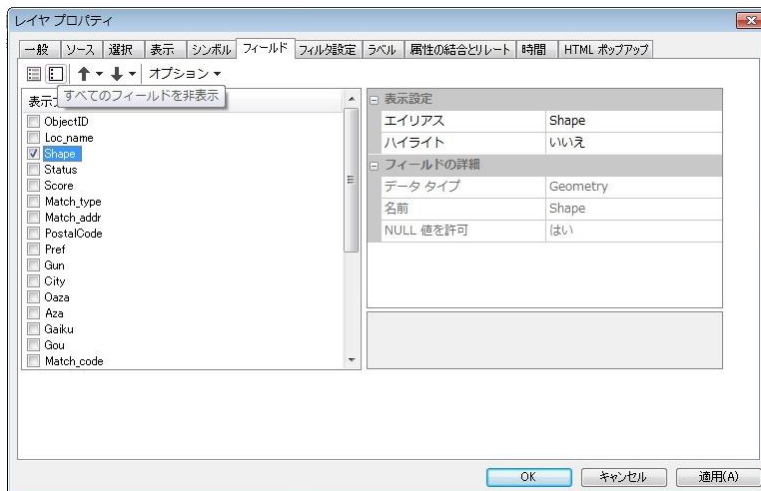 レイヤ プロパティ
一般 ソース 選択 表示 シンボル フィールド フィルタ設定 ラベル 属性の結合とリレート 時間 HTML ポップアップ
オプション
すべてのフィールドを非表示
ObjectID
Loc_name
Shape
Status
Score
Match_type
Match_addr
PostalCode
Pref
Gun
City
Oaza
Aza
Gaiku
Gou
Match_code
表示設定
エイリアス Shape
ハイライト いいえ
フィールドの詳細
データ タイプ Geometry
名前 Shape
NULL 値を許可 はい
OK キャンセル 適用(A)